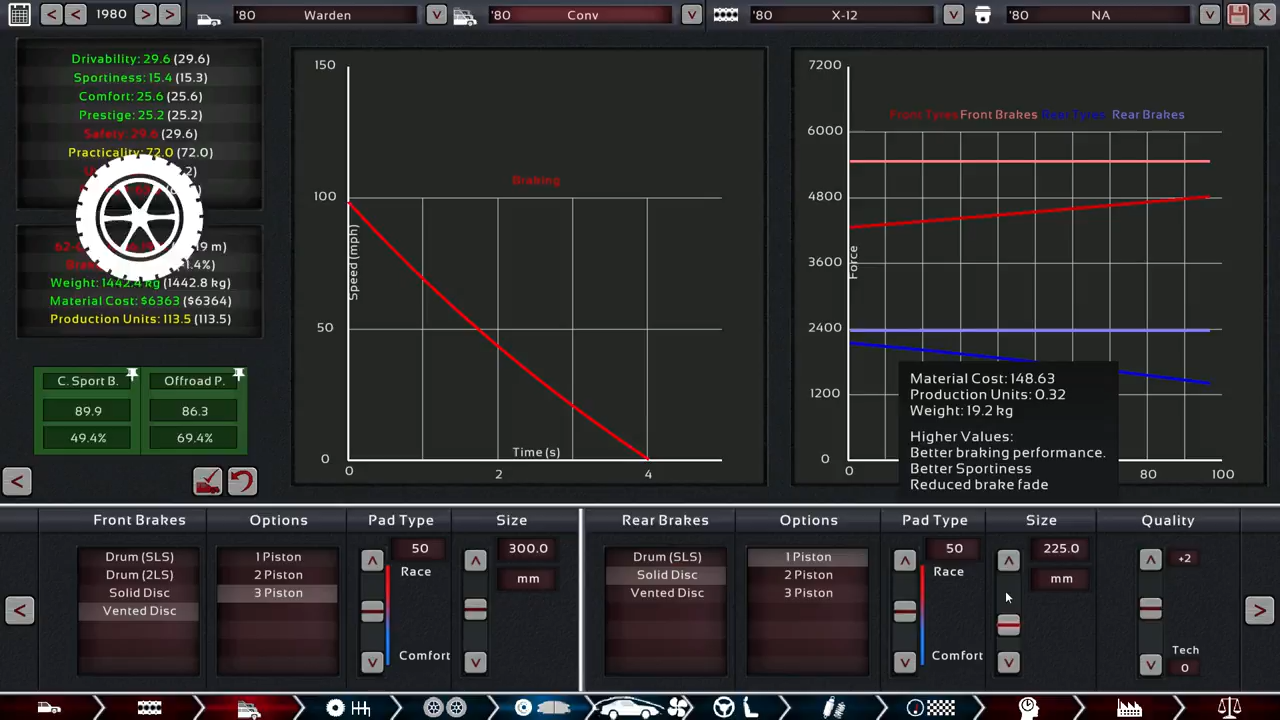 1980
'80 Warden
'80 Conv
'80 X-12
'80 NA
Drivability: 29.6 (29.6)
Sportiness: 15.4 (15.3)
Comfort: 25.6 (25.6)
Prestige: 25.2 (25.2)
Safety: 29.6 (29.6)
Practicality: 72.0 (72.0)
Weight: 1442.4 kg (1442.8 kg)
Material Cost: $6363 ($6364)
Production Units: 113.5 (113.5)
C. Sport B. Offroad P.
89.9 86.3
49.4% 69.4%
150
100
50
0
Speed (mph)
Braking
Time (s)
0 2 4
7200
6000
4800
3600
2400
1200
0
Force
Front Tyres Front Brakes Rear Tyres Rear Brakes
0 80 100
Material Cost: 148.63
Production Units: 0.32
Weight: 19.2 kg
Higher Values:
Better braking performance.
Better Sportiness
Reduced brake fade
Front Brakes
Drum (SLS)
Drum (2LS)
Solid Disc
Vented Disc
Options
1 Piston
2 Piston
3 Piston
Pad Type
50
Race
Comfort
Size
300.0
mm
Rear Brakes
Drum (SLS)
Solid Disc
Vented Disc
Options
1 Piston
2 Piston
3 Piston
Pad Type
50
Race
Comfort
Size
225.0
mm
Quality
+2
Tech
0